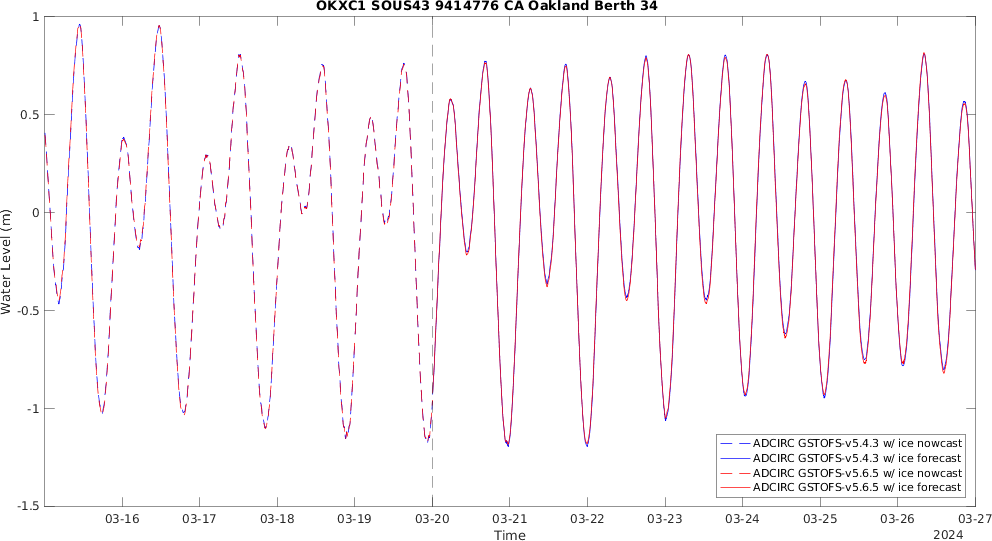 OKXC1 SOUS43 9414776 CA Oakland Berth 34
1
0.5
0
-0.5
-1
-1.5
Water Level (m)
03-16 03-17 03-18 03-19 03-20 03-21 03-22 03-23 03-24 03-25 03-26 03-27
Time
2024
ADCIRC GSTOFS-v5.4.3 w/ ice nowcast
ADCIRC GSTOFS-v5.4.3 w/ ice forecast
ADCIRC GSTOFS-v5.6.5 w/ ice nowcast
ADCIRC GSTOFS-v5.6.5 w/ ice forecast